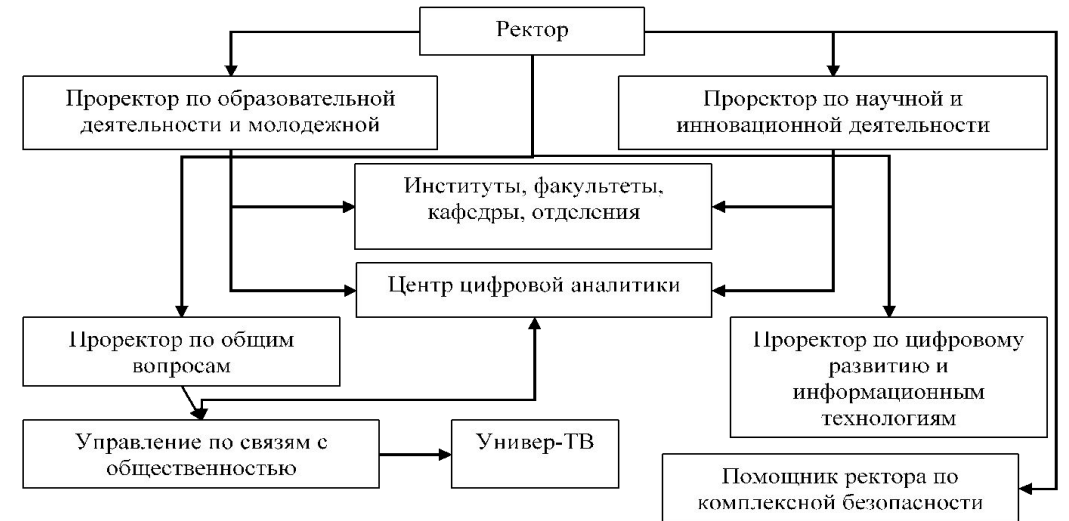 Ректор
Проректор по образовательной
деятельности и молодежной
Проректор по научной и
инновационной деятельности
Институты, факультеты,
кафедры, отделения
Центр цифровой аналитики
Проректор по общим
вопросам
Проректор по цифровому
развитию и
информационным
технологиям
Управление по связям с
общественностью
Универ-ТВ
Помощник ректора по
комплексной безопасности